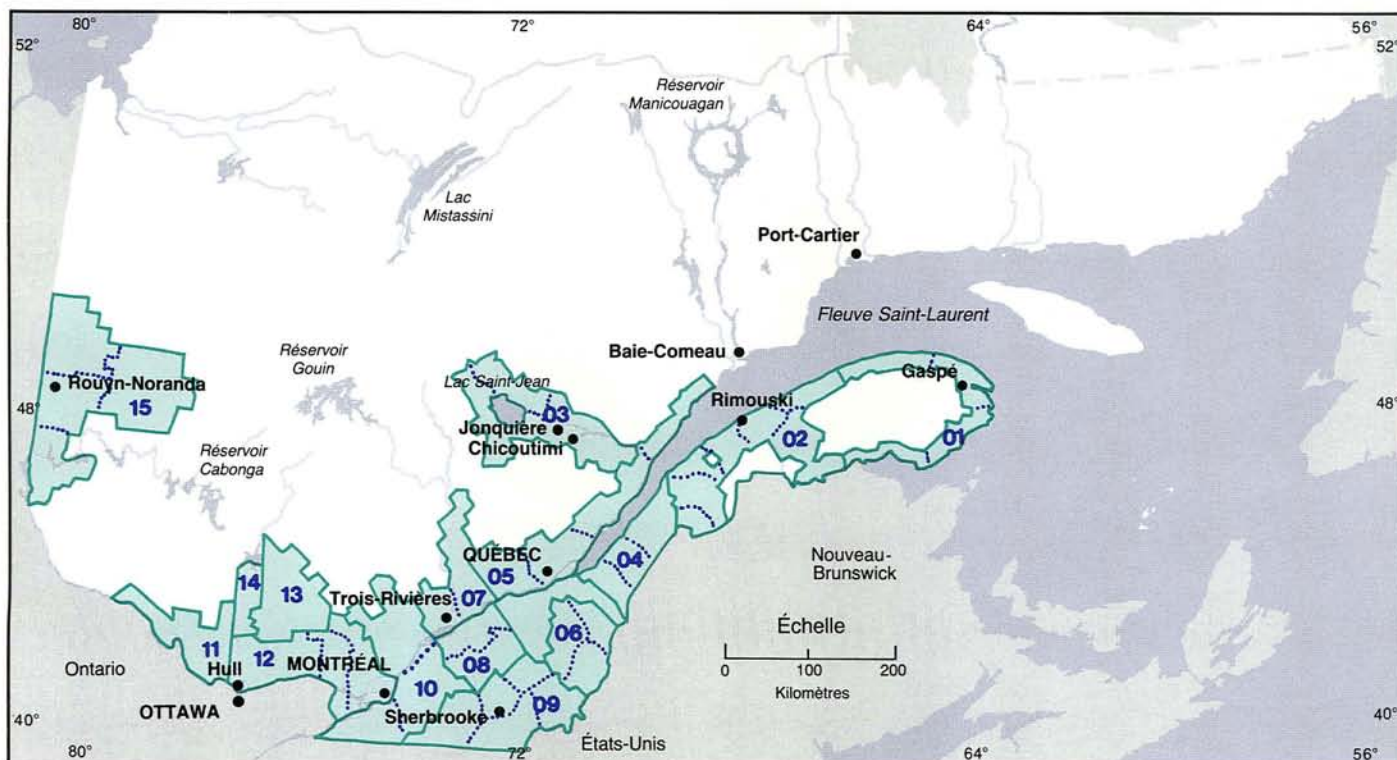 80°
72°
64°
56°
52°
52°
Réservoir
Manicouagan
Lac
Mistassini
Port-Cartier
Fleuve Saint-Laurent
Baie-Comeau
Réservoir
Gouin
Lac Saint-Jean
Gaspé
Rouyn-Noranda
15
48°
03
Rimouski
48°
Jonquière
Chicoutimi
02
01
Réservoir
Cabonga
QUÉBEC
05
04
Nouveau-
Brunswick
14
13
Trois-Rivières
07
Échelle
06
11
12
MONTRÉAL
08
0 100 200
Kilomètres
Ontario
Hull
10
09
OTTAWA
Sherbrooke
40°
40°
États-Unis
80°
72°
64°
56°